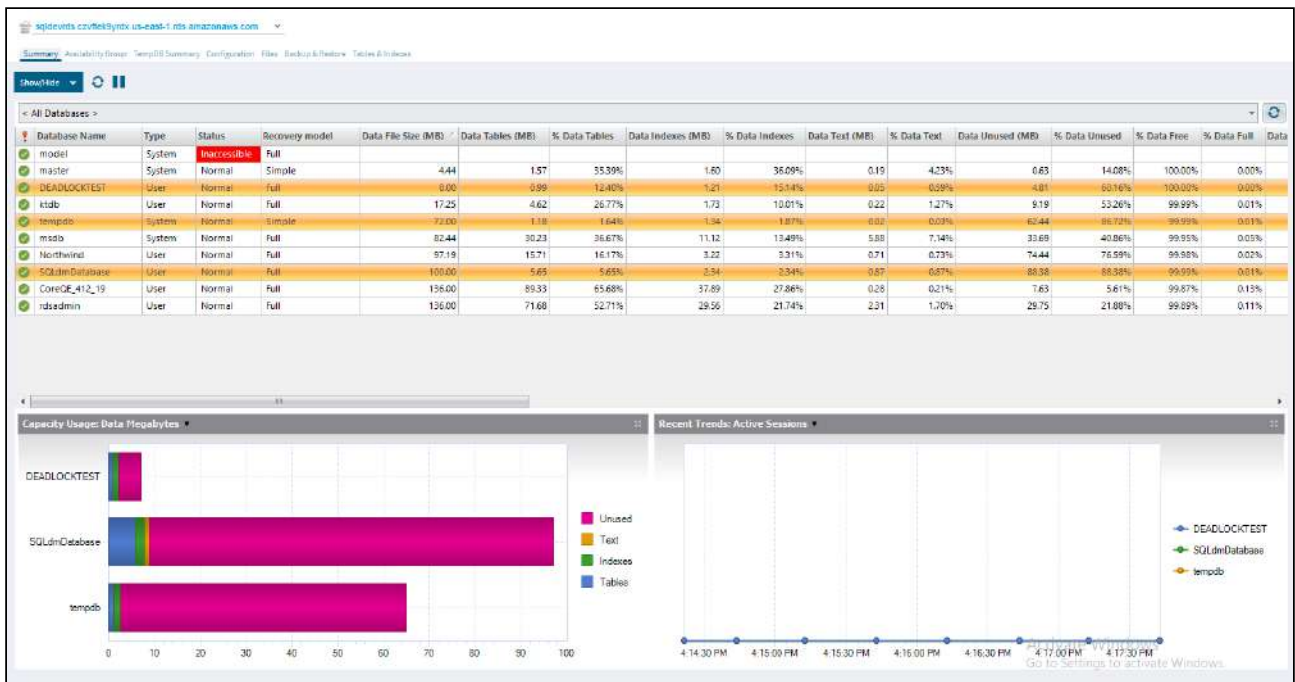 sqldevrds.czvflek9yntx.us-east-1.rds.amazonaws.com
Summary Availability Group TempDB Summary Configuration Files Backup & Restore Tables & Indexes
Show/Hide
< All Databases >
Database Name Type Status Recovery model Data File Size (MB) Data Tables (MB) % Data Tables Data Indexes (MB) % Data Indexes Data Text (MB) % Data Text Data Unused (MB) % Data Unused % Data Free % Data Full Data
model System Inaccessible Full
master System Normal Simple 4.44 1.57 35.39% 1.60 36.09% 0.19 4.23% 0.63 14.08% 100.00% 0.00%
DEADLOCKTEST User Normal Full 0.99 12.40% 1.21 15.14% 0.05 0.59% 4.81 60.16% 100.00% 0.00%
ktdb User Normal Full 17.25 4.62 26.77% 1.73 10.01% 0.22 1.27% 9.19 53.26% 99.99% 0.01%
tempdb System Normal Simple 72.00 1.18 1.64% 1.34 1.87% 0.02 0.03% 62.44 86.72% 99.99% 0.01%
msdb System Normal Full 82.44 30.23 36.67% 11.12 13.49% 5.88 7.14% 33.69 40.86% 99.95% 0.05%
Northwind User Normal Full 97.19 15.71 16.17% 3.22 3.31% 0.71 0.73% 74.44 76.59% 99.98% 0.02%
SQLdmDatabase User Normal Full 100.00 5.65 5.65% 2.34 2.34% 0.87 0.87% 88.38 88.38% 99.99% 0.01%
CoreQE_412_19 User Normal Full 136.00 89.33 65.68% 37.89 27.86% 0.28 0.21% 7.63 5.61% 99.87% 0.13%
rdsadmin User Normal Full 136.00 71.68 52.71% 29.56 21.74% 2.31 1.70% 29.75 21.88% 99.89% 0.11%
Capacity Usage: Data Megabytes
Recent Trends: Active Sessions
DEADLOCKTEST
SQLdmDatabase
tempdb
0 10 20 30 40 50 60 70 80 90 100
Unused
Text
Indexes
Tables
DEADLOCKTEST
SQLdmDatabase
tempdb
4:14:30 PM 4:15:00 PM 4:15:30 PM 4:16:00 PM 4:16:30 PM 4:17:00 PM 4:17:30 PM
Activate Windows
Go to Settings to activate Windows.